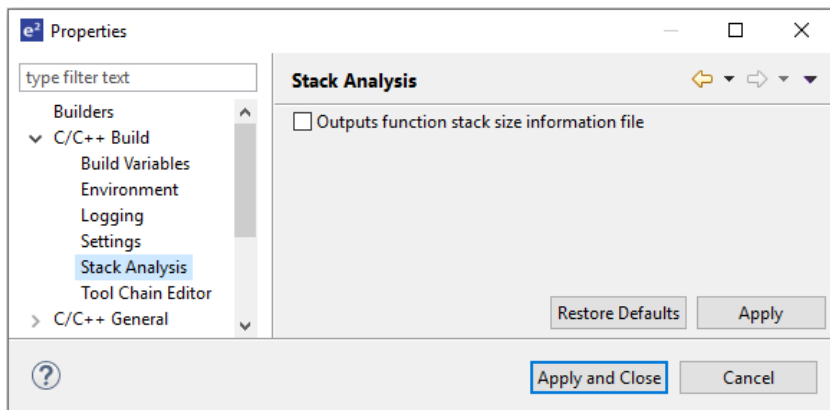 e² Properties
type filter text
Builders
C/C++ Build
Build Variables
Environment
Logging
Settings
Stack Analysis
Tool Chain Editor
C/C++ General
Stack Analysis
Outputs function stack size information file
Restore Defaults Apply
? Apply and Close Cancel